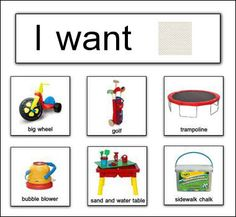 I want
big wheel
golf
trampoline
bubble blower
sand and water table
sidewalk chalk